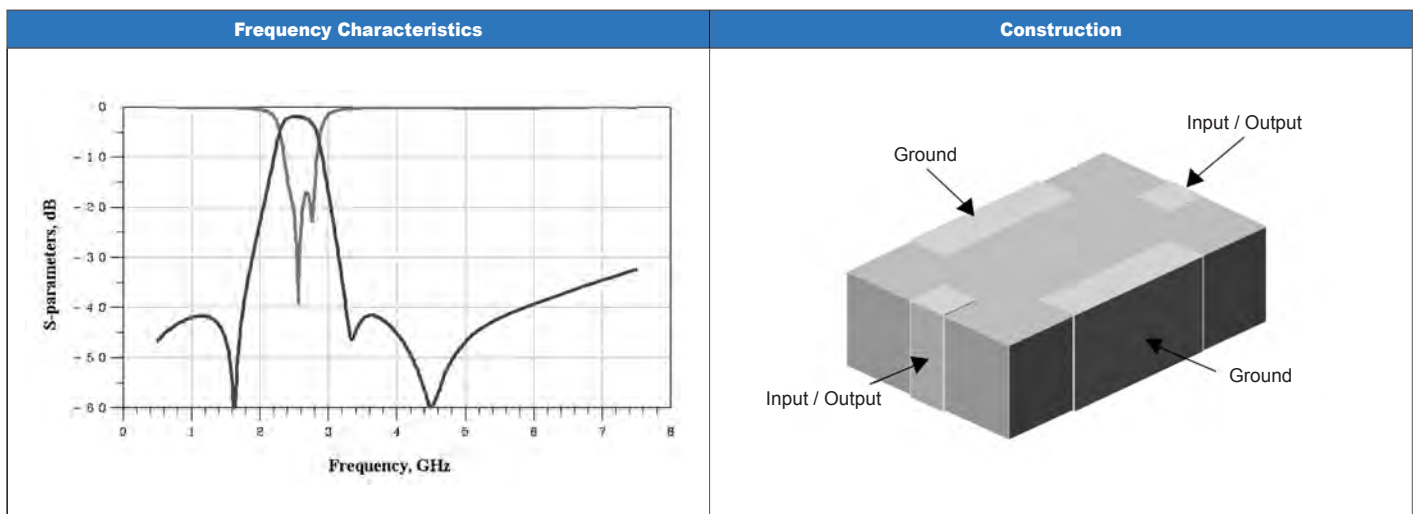 Frequency Characteristics
Construction
S-parameters, dB
0
-10
-20
-30
-40
-50
-60
0 1 2 3 4 5 6 7 8
Frequency, GHz
Ground
Input / Output
Input / Output
Ground